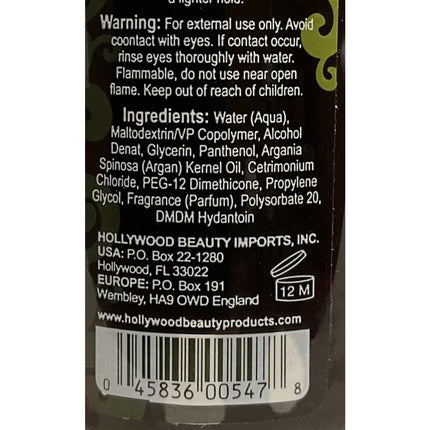 a lighter hold.
Warning: For external use only. Avoid
coontact with eyes. If contact occur,
rinse eyes thoroughly with water.
Flammable, do not use near open
flame. Keep out of reach of children.
Ingredients: Water (Aqua),
Maltodextrin/VP Copolymer, Alcohol
Denat, Glycerin, Panthenol, Argania
Spinosa (Argan) Kernel Oil, Cetrimonium
Chloride, PEG-12 Dimethicone, Propylene
Glycol, Fragrance (Parfum), Polysorbate 20,
DMDM Hydantoin
HOLLYWOOD BEAUTY IMPORTS, INC.
USA: P.O. Box 22-1280
Hollywood, FL 33022
EUROPE: P.O. Box 191
Wembley, HA9 OWD England
12 M
www.hollywoodbeautyproducts.com
0 45836 00547 8